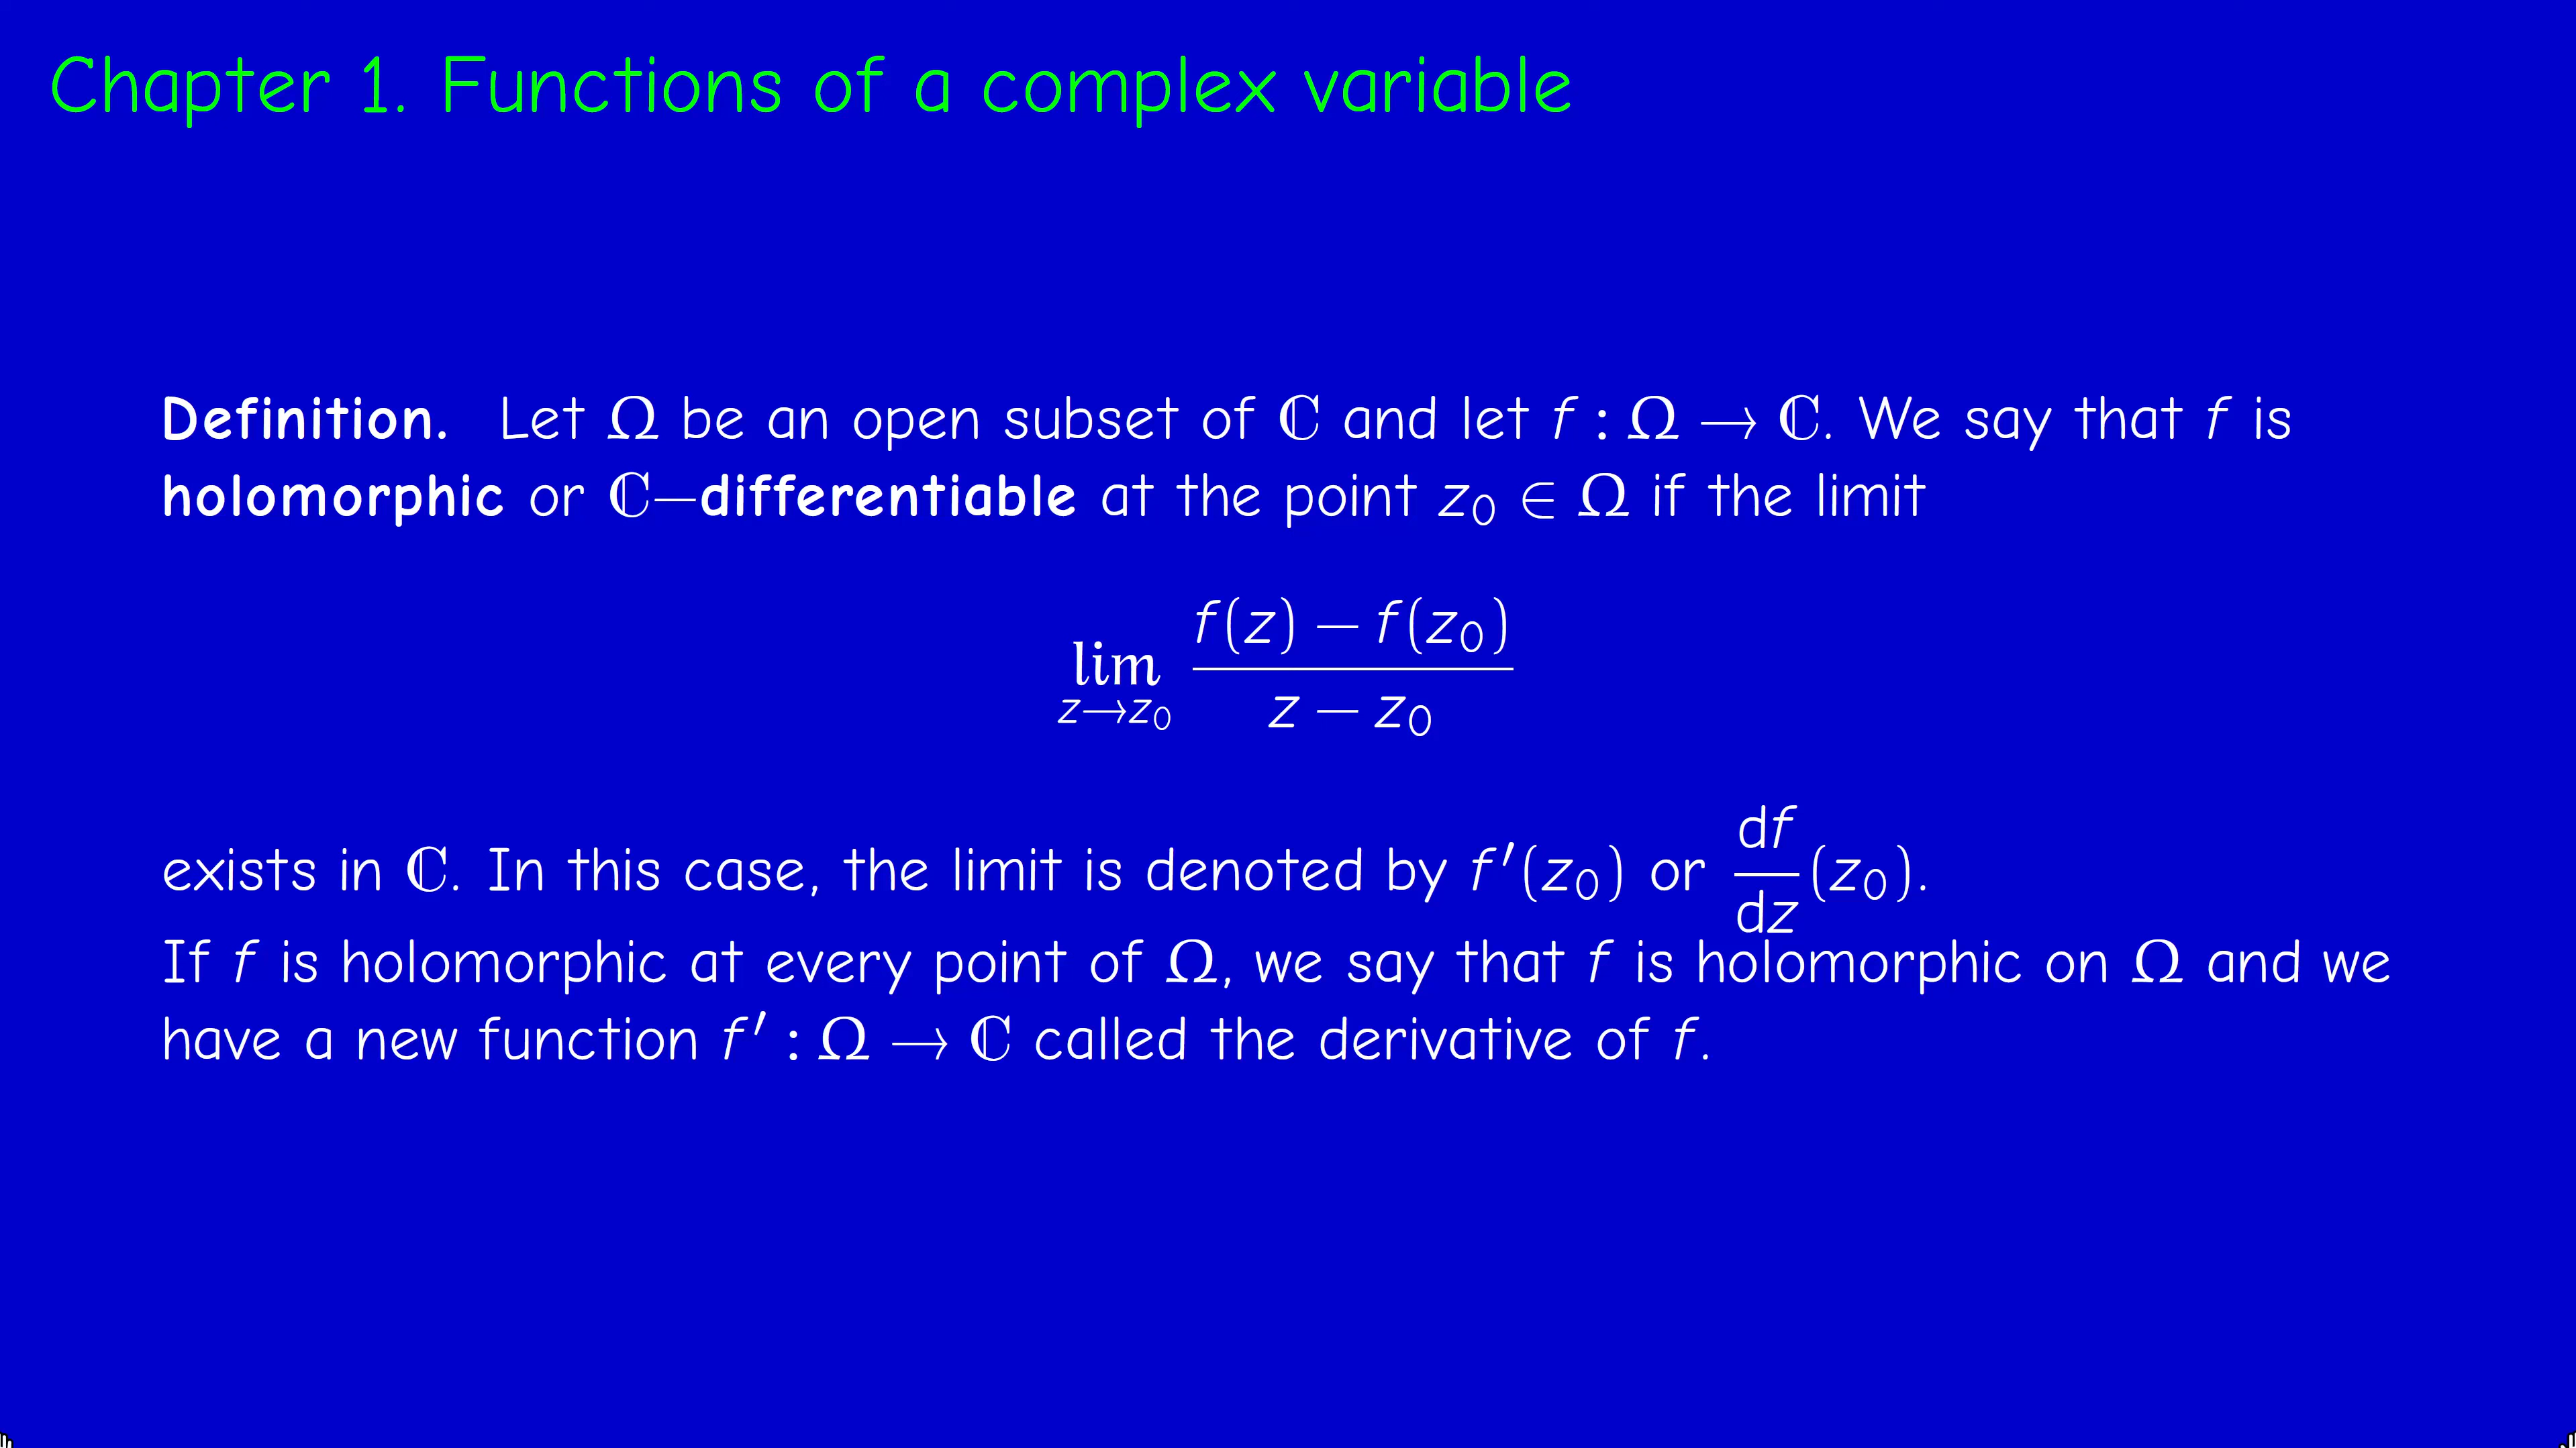 Chapter 1. Functions of a complex variable
Definition. Let Ω be an open subset of ℂ and let f : Ω → ℂ. We say that f is
holomorphic or ℂ–differentiable at the point z₀ ∈ Ω if the limit
lim_{z→z₀} (f(z) − f(z₀)) / (z − z₀)
exists in ℂ. In this case, the limit is denoted by f′(z₀) or df/dz (z₀).
If f is holomorphic at every point of Ω, we say that f is holomorphic on Ω and we
have a new function f′ : Ω → ℂ called the derivative of f.